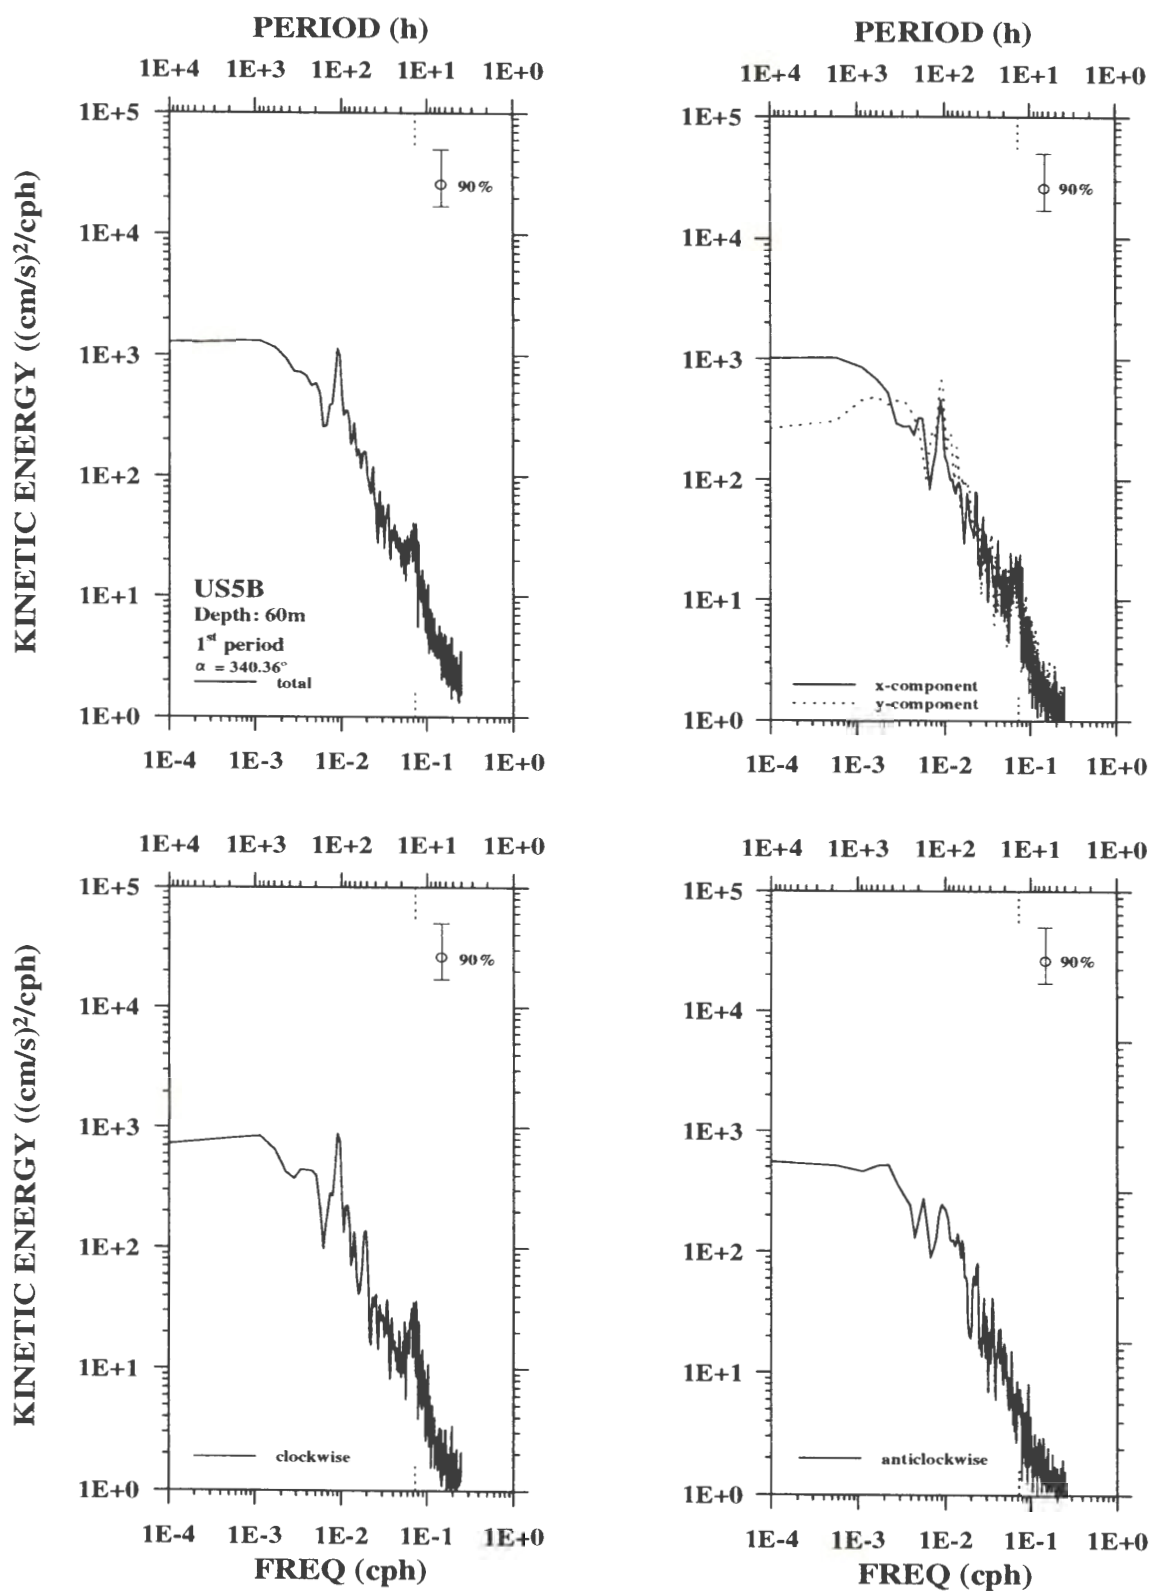 PERIOD (h)
1E+4 1E+3 1E+2 1E+1 1E+0
1E+5
90%
1E+4
1E+3
1E+2
1E+1
1E+0
US5B
Depth: 60m
1st period
α = 340.36°
total
1E-4 1E-3 1E-2 1E-1 1E+0
KINETIC ENERGY ((cm/s)2/cph)
PERIOD (h)
1E+4 1E+3 1E+2 1E+1 1E+0
1E+5
90%
1E+4
1E+3
1E+2
1E+1
1E+0
x-component
y-component
1E-4 1E-3 1E-2 1E-1 1E+0
1E+4 1E+3 1E+2 1E+1 1E+0
1E+5
90%
1E+4
1E+3
1E+2
1E+1
1E+0
clockwise
1E-4 1E-3 1E-2 1E-1 1E+0
FREQ (cph)
KINETIC ENERGY ((cm/s)2/cph)
1E+4 1E+3 1E+2 1E+1 1E+0
1E+5
90%
1E+4
1E+3
1E+2
1E+1
1E+0
anticlockwise
1E-4 1E-3 1E-2 1E-1 1E+0
FREQ (cph)